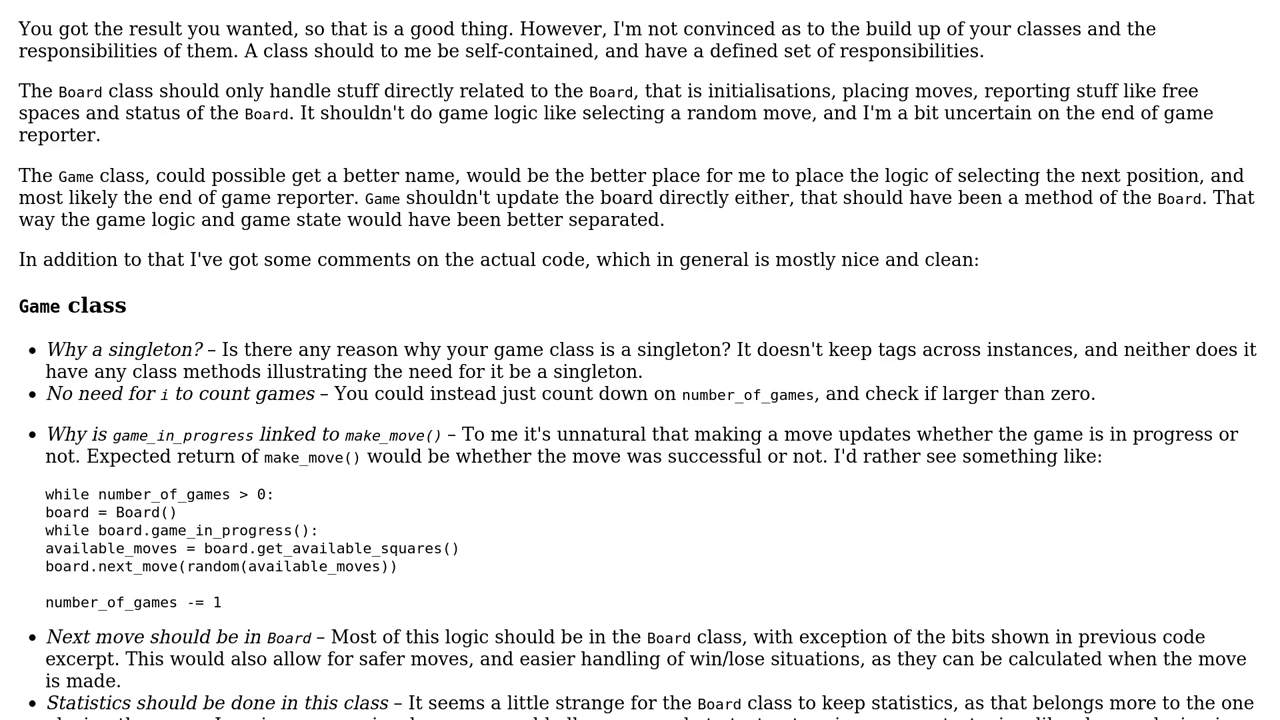 You got the result you wanted, so that is a good thing. However, I'm not convinced as to the build up of your classes and the
responsibilities of them. A class should to me be self-contained, and have a defined set of responsibilities.
The Board class should only handle stuff directly related to the Board, that is initialisations, placing moves, reporting stuff like free
spaces and status of the Board. It shouldn't do game logic like selecting a random move, and I'm a bit uncertain on the end of game
reporter.
The Game class, could possible get a better name, would be the better place for me to place the logic of selecting the next position, and
most likely the end of game reporter. Game shouldn't update the board directly either, that should have been a method of the Board. That
way the game logic and game state would have been better separated.
In addition to that I've got some comments on the actual code, which in general is mostly nice and clean:
Game class
• Why a singleton? – Is there any reason why your game class is a singleton? It doesn't keep tags across instances, and neither does it
have any class methods illustrating the need for it be a singleton.
• No need for i to count games – You could instead just count down on number_of_games, and check if larger than zero.
• Why is game_in_progress linked to make_move() – To me it's unnatural that making a move updates whether the game is in progress or
not. Expected return of make_move() would be whether the move was successful or not. I'd rather see something like:
while number_of_games > 0:
board = Board()
while board.game_in_progress():
available_moves = board.get_available_squares()
board.next_move(random(available_moves))
number_of_games -= 1
• Next move should be in Board – Most of this logic should be in the Board class, with exception of the bits shown in previous code
excerpt. This would also allow for safer moves, and easier handling of win/lose situations, as they can be calculated when the move
is made.
• Statistics should be done in this class – It seems a little strange for the Board class to keep statistics, as that belongs more to the one